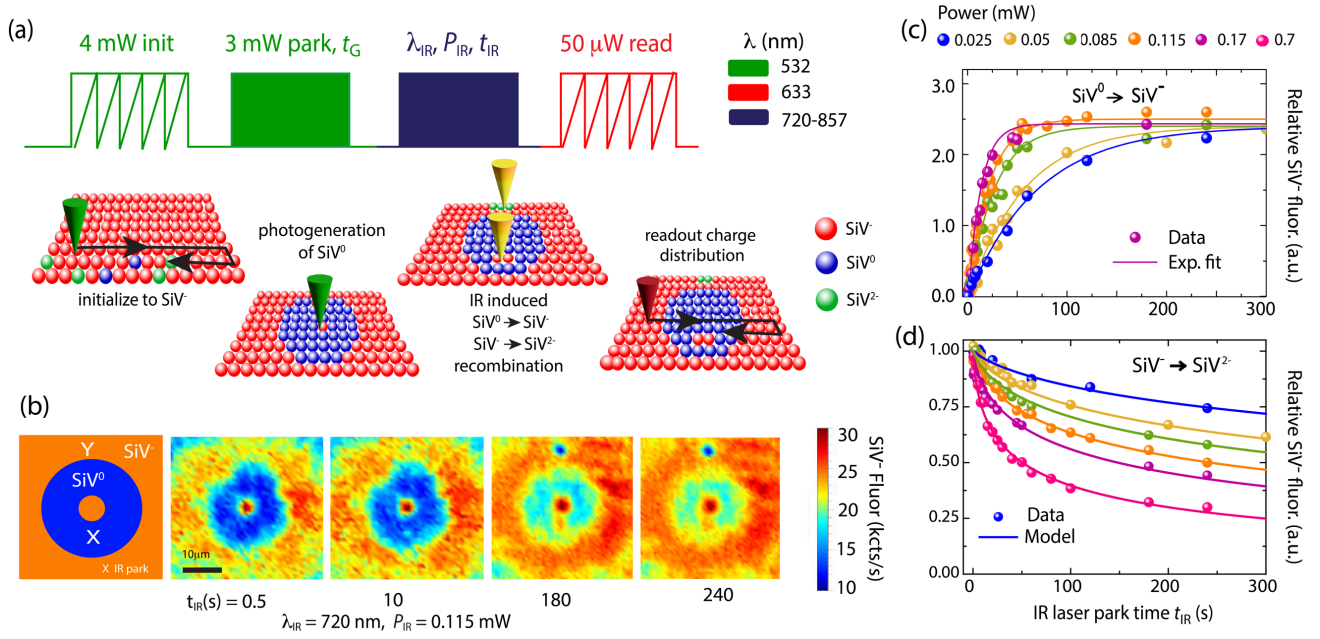 (a)
4 mW init
3 mW park, tG
λIR, PIR, tIR
50 μW read
λ (nm)
532
633
720-857
initialize to SiV-
photogeneration
of SiV0
IR induced
SiV0 → SiV-
SiV- → SiV2-
recombination
readout charge
distribution
SiV-
SiV0
SiV2-
(b)
Y
SiV-
SiV0
X
X IR park
10μm
tIR(s) = 0.5
10
180
240
λIR = 720 nm, PIR = 0.115 mW
30
25
20
15
10
SiV- Fluor (kcts/s)
(c)
Power (mW)
0.025
0.05
0.085
0.115
0.17
0.7
SiV0 → SiV-
3.0
2.0
1.0
0.0
0
50
100
200
300
Data
Exp. fit
Relative SiV- fluor. (a.u.)
(d)
SiV- → SiV2-
1.00
0.75
0.50
0.25
0.00
Data
Model
0
100
200
300
IR laser park time tIR (s)
Relative SiV- fluor. (a.u.)